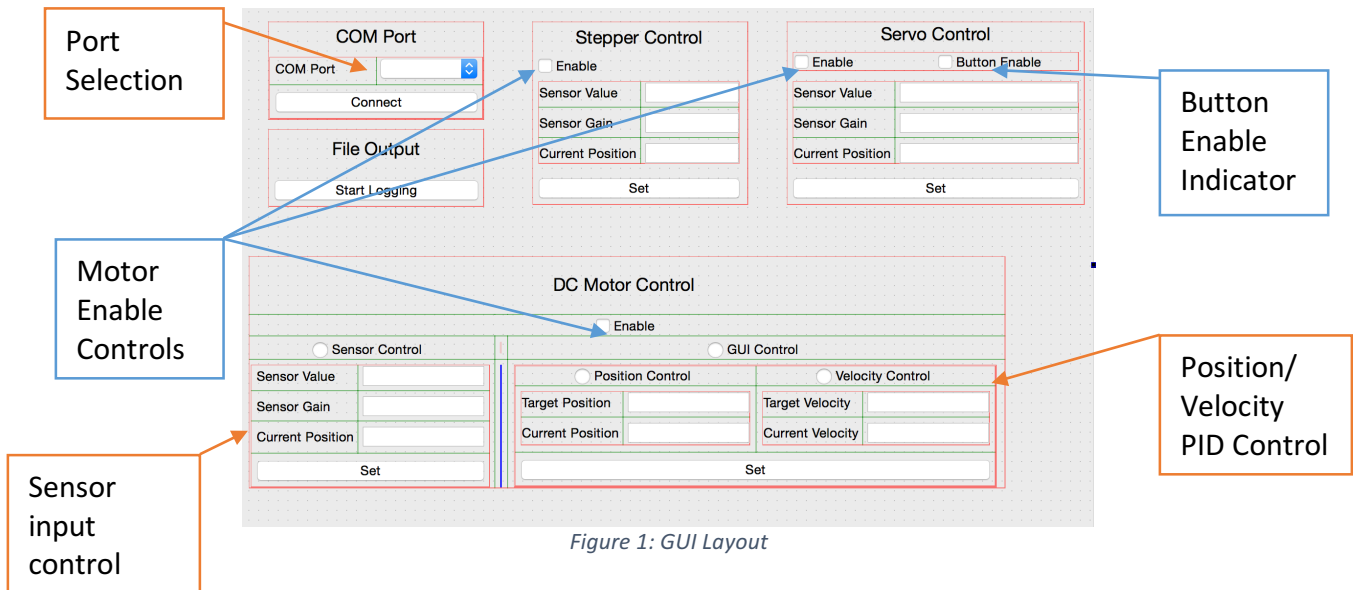 Port
Selection
COM Port
COM Port
Connect
File Output
Start Logging
Stepper Control
Enable
Sensor Value
Sensor Gain
Current Position
Set
Servo Control
Enable
Button Enable
Sensor Value
Sensor Gain
Current Position
Set
Button
Enable
Indicator
Motor
Enable
Controls
DC Motor Control
Enable
Sensor Control
Sensor Value
Sensor Gain
Current Position
Set
GUI Control
Position Control
Target Position
Current Position
Velocity Control
Target Velocity
Current Velocity
Set
Position/
Velocity
PID Control
Sensor
input
control
Figure 1: GUI Layout